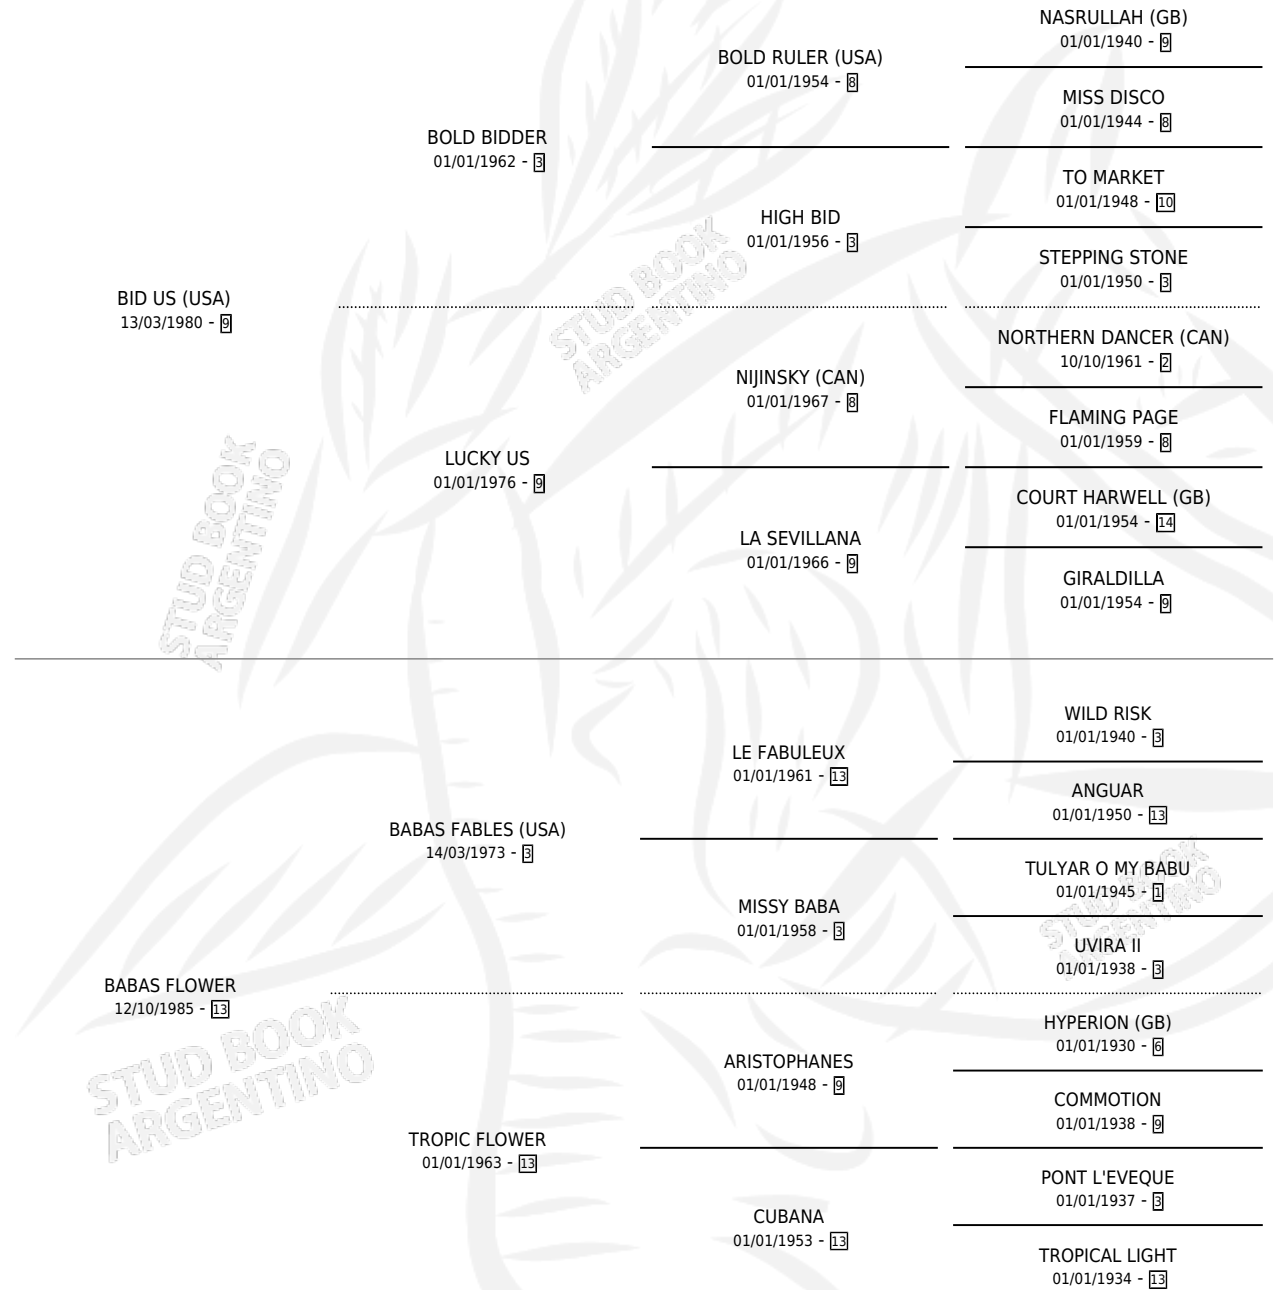 NASRULLAH (GB)
01/01/1940 - 9
BOLD RULER (USA)
01/01/1954 - 8
MISS DISCO
01/01/1944 - 8
BOLD BIDDER
01/01/1962 - 3
TO MARKET
01/01/1948 - 10
HIGH BID
01/01/1956 - 3
STEPPING STONE
01/01/1950 - 3
BID US (USA)
13/03/1980 - 9
NORTHERN DANCER (CAN)
10/10/1961 - 2
NIJINSKY (CAN)
01/01/1967 - 8
FLAMING PAGE
01/01/1959 - 8
LUCKY US
01/01/1976 - 9
COURT HARWELL (GB)
01/01/1954 - 14
LA SEVILLANA
01/01/1966 - 9
GIRALDILLA
01/01/1954 - 9
WILD RISK
01/01/1940 - 3
LE FABULEUX
01/01/1961 - 13
ANGUAR
01/01/1950 - 13
BABAS FABLES (USA)
14/03/1973 - 3
TULYAR O MY BABU
01/01/1945 - 1
MISSY BABA
01/01/1958 - 3
UVIRA II
01/01/1938 - 3
BABAS FLOWER
12/10/1985 - 13
HYPERION (GB)
01/01/1930 - 6
ARISTOPHANES
01/01/1948 - 9
COMMOTION
01/01/1938 - 9
TROPIC FLOWER
01/01/1963 - 13
PONT L'EVEQUE
01/01/1937 - 3
CUBANA
01/01/1953 - 13
TROPICAL LIGHT
01/01/1934 - 13
STUD BOOK
ARGENTINO
STUD BOOK
ARGENTINO
STUD BOOK
ARGENTINO
STUD BOOK
ARGENTINO